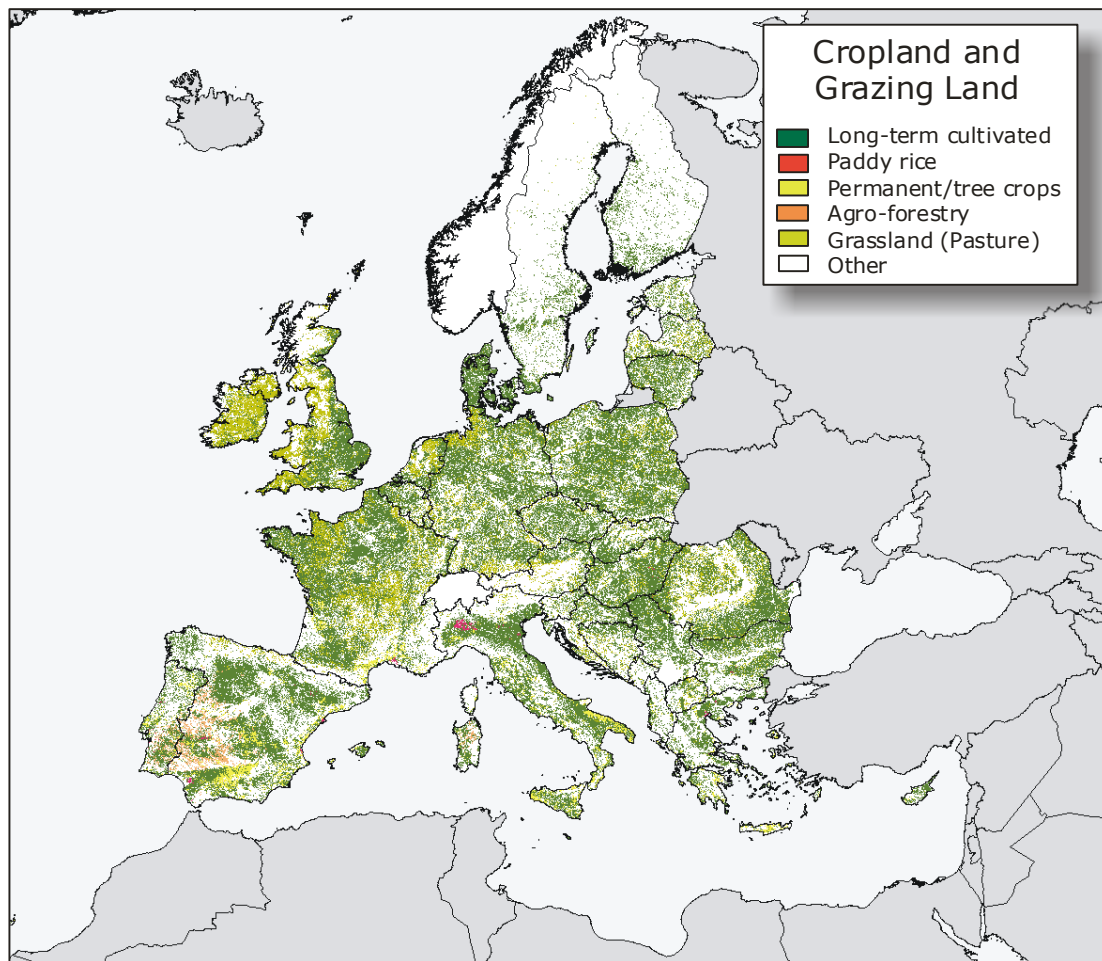 Cropland and
Grazing Land
Long-term cultivated
Paddy rice
Permanent/tree crops
Agro-forestry
Grassland (Pasture)
Other